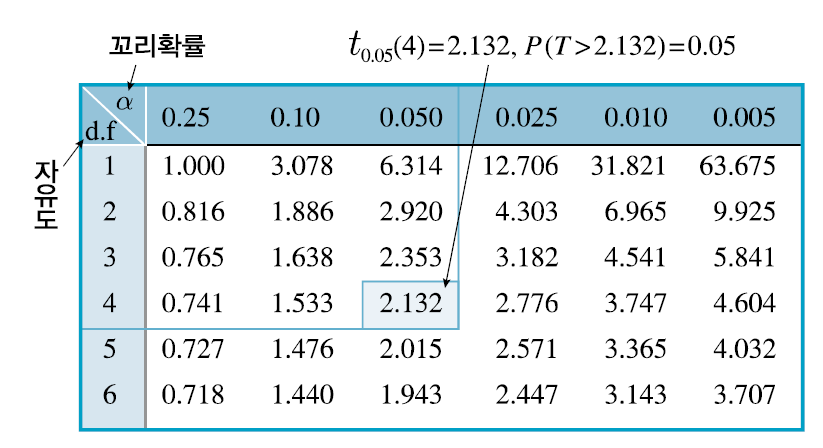 꼬리확률 t0.05(4)=2.132, P(T>2.132)=0.05
α
d.f 0.25 0.10 0.050 0.025 0.010 0.005
자유도
1 1.000 3.078 6.314 12.706 31.821 63.675
2 0.816 1.886 2.920 4.303 6.965 9.925
3 0.765 1.638 2.353 3.182 4.541 5.841
4 0.741 1.533 2.132 2.776 3.747 4.604
5 0.727 1.476 2.015 2.571 3.365 4.032
6 0.718 1.440 1.943 2.447 3.143 3.707